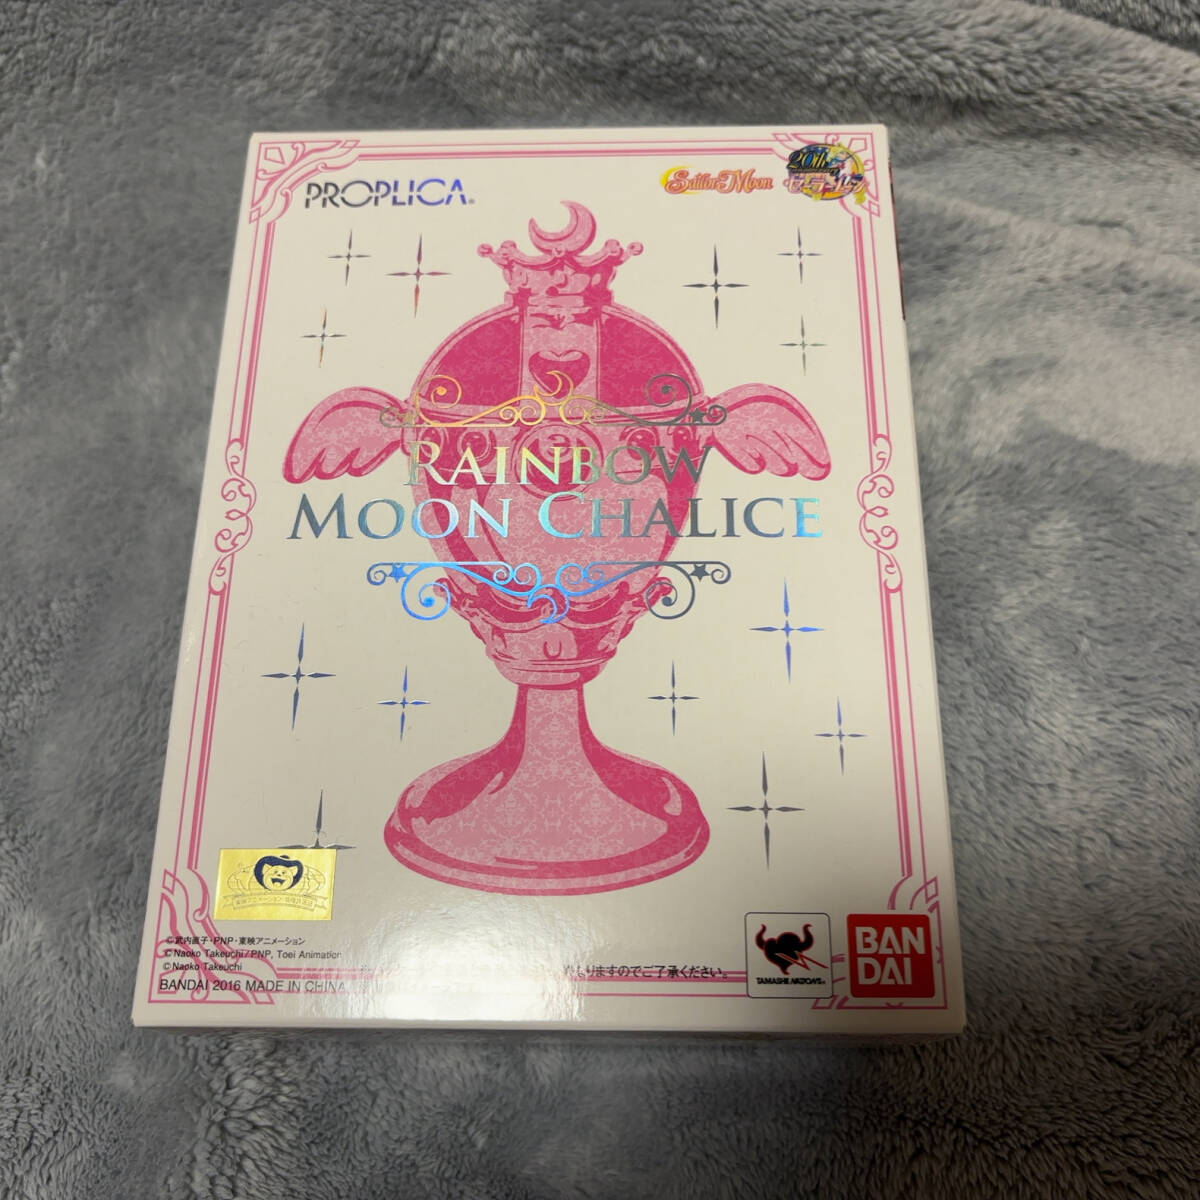 PROPLICA®
Sailor Moon
20th
セーラームーン
RAINBOW
MOON CHALICE
©武内直子・PNP・東映アニメーション
©Naoko Takeuchi/PNP, Toei Animation
©Naoko Takeuchi
BANDAI 2016 MADE IN CHINA
りますのでご了承ください。
TAMASHII NATIONS
BAN
DAI